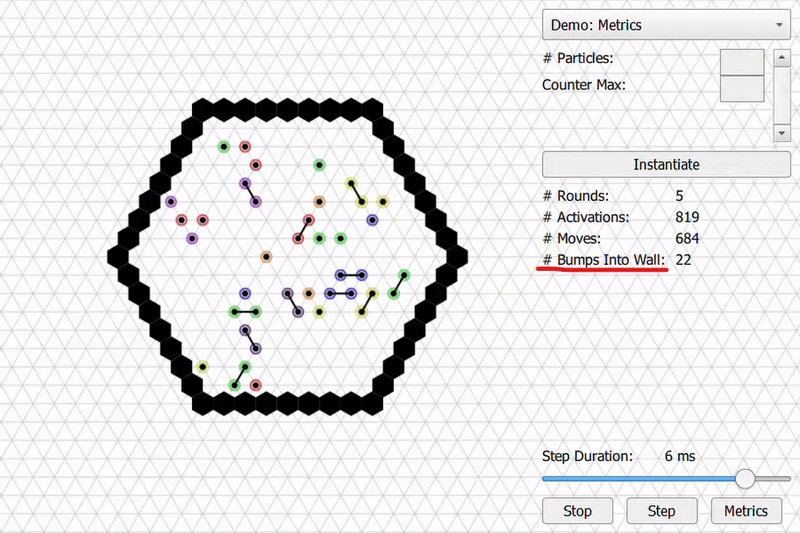 Demo: Metrics
# Particles:
Counter Max:
Instantiate
# Rounds: 5
# Activations: 819
# Moves: 684
# Bumps Into Wall: 22
Step Duration: 6 ms
Stop Step Metrics